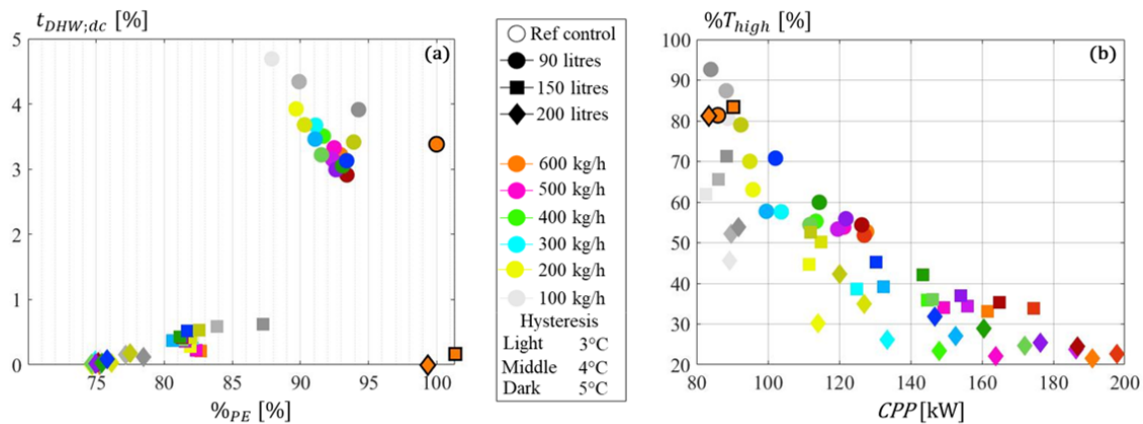 t_DHW;dc [%]
(a)
5
4
3
2
1
0
75
80
85
90
95
100
%_PE [%]
Ref control
90 litres
150 litres
200 litres
600 kg/h
500 kg/h
400 kg/h
300 kg/h
200 kg/h
100 kg/h
Hysteresis
Light 3°C
Middle 4°C
Dark 5°C
%T_high [%]
(b)
100
90
80
70
60
50
40
30
20
80
100
120
140
160
180
200
CPP [kW]